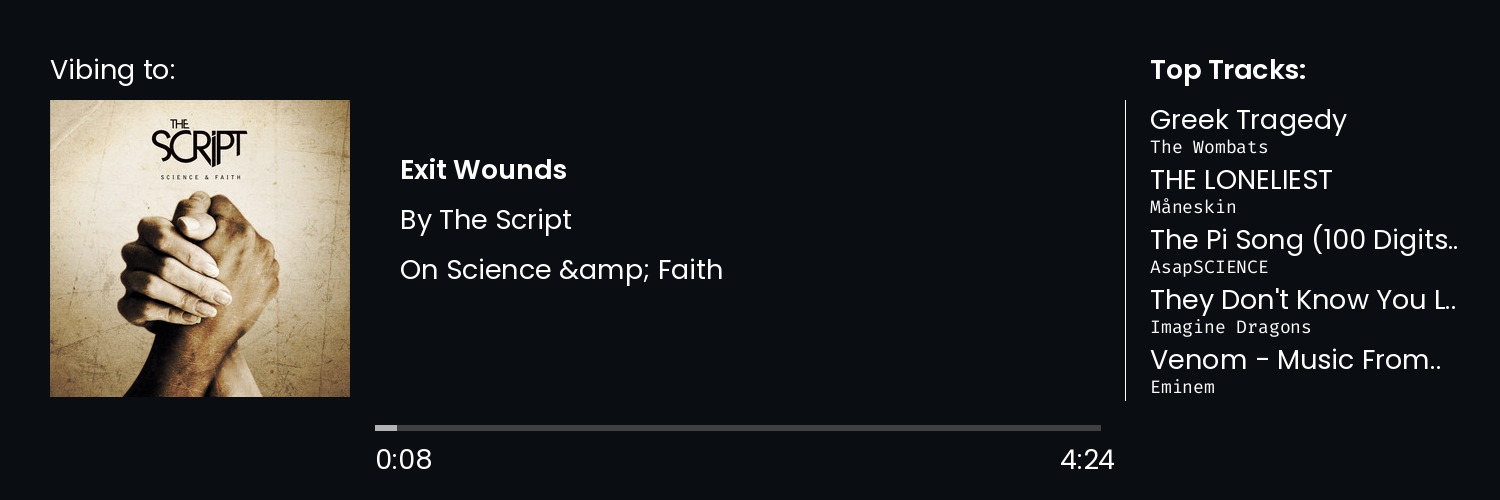 Vibing to:
THE
SCRIPT
SCIENCE & FAITH
Exit Wounds
By The Script
On Science &amp; Faith
0:08
4:24
Top Tracks:
Greek Tragedy
The Wombats
THE LONELIEST
Måneskin
The Pi Song (100 Digits..
AsapSCIENCE
They Don't Know You L..
Imagine Dragons
Venom - Music From..
Eminem